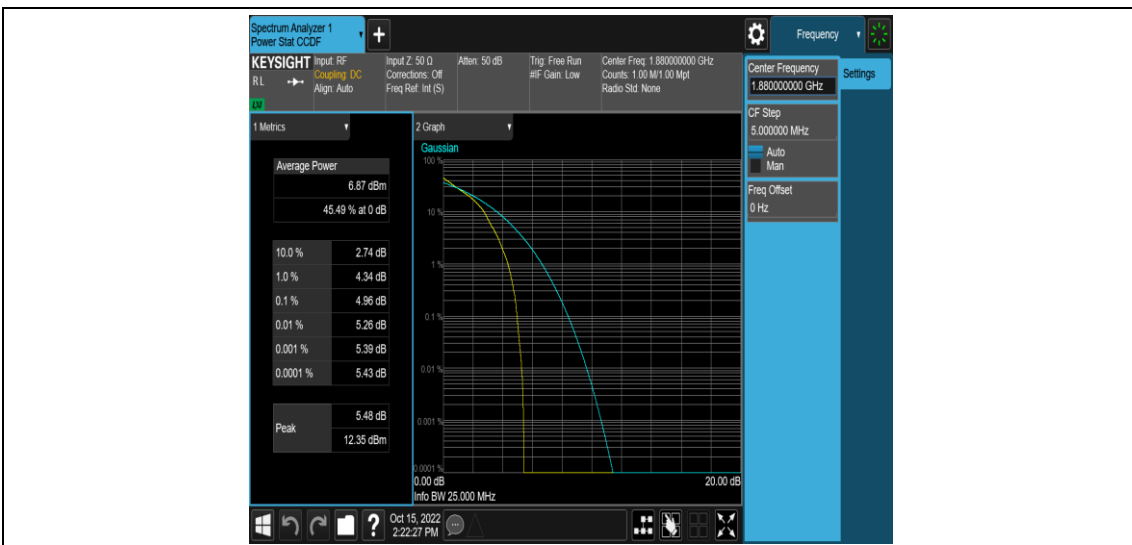 Spectrum Analyzer 1
Power Stat CCDF
+
Frequency
KEYSIGHT
RL
LXI
Input: RF
Coupling: DC
Align: Auto
Input Z: 50 Ω
Corrections: Off
Freq Ref: Int (S)
Atten: 50 dB
Trig: Free Run
#IF Gain: Low
Center Freq: 1.880000000 GHz
Counts: 1.00 M/1.00 Mpt
Radio Std: None
Center Frequency
1.880000000 GHz
Settings
CF Step
5.000000 MHz
Auto
Man
Freq Offset
0 Hz
1 Metrics
Average Power
6.87 dBm
45.49 % at 0 dB
10.0 % 2.74 dB
1.0 % 4.34 dB
0.1 % 4.96 dB
0.01 % 5.26 dB
0.001 % 5.39 dB
0.0001 % 5.43 dB
Peak
5.48 dB
12.35 dBm
2 Graph
Gaussian
100 %
10 %
1 %
0.1 %
0.01 %
0.001 %
0.0001 %
0.00 dB 20.00 dB
Info BW 25.000 MHz
?
Oct 15, 2022
2:22:27 PM